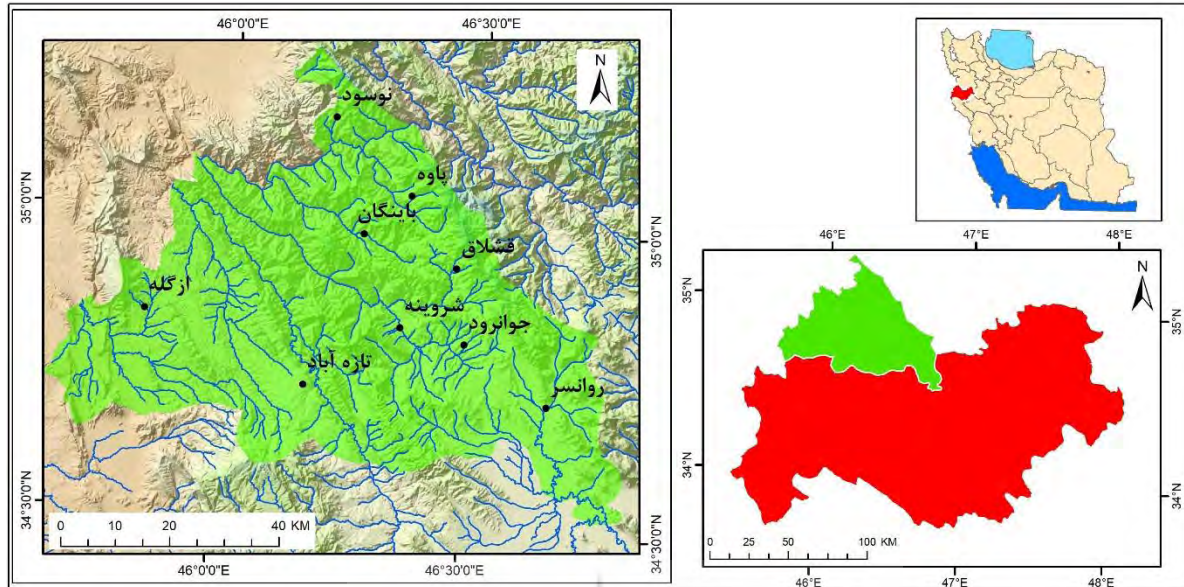 46°0'0"E
46°30'0"E
N
نوسود
پاوه
باینگان
قشلاق
ازگله
شروینه
جوانرود
تازه آباد
روانسر
35°0'0"N
35°0'0"N
34°30'0"N
34°30'0"N
0 10 20 40 KM
46°0'0"E
46°30'0"E
46°E
47°E
48°E
N
35°N
35°N
34°N
34°N
0 25 50 100 KM
46°E
47°E
48°E